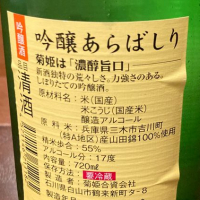 吟醸酒
品目
清酒
吟醸あらばしり
菊姫は「濃醇旨口」
新酒独特の荒々しさ。力強さのある、
しぼたての吟醸酒。
原材料名/米(国産)
米こうじ(国産米)
醸造アルコール
原料米/兵庫県三木市吉川町
(特A地区)産山田錦100%使用
精米歩合/55%
アルコール分/17度
内容量/720ml
要冷蔵
製造者/菊姫合資会社
石川県白山市鶴来新町タ-8